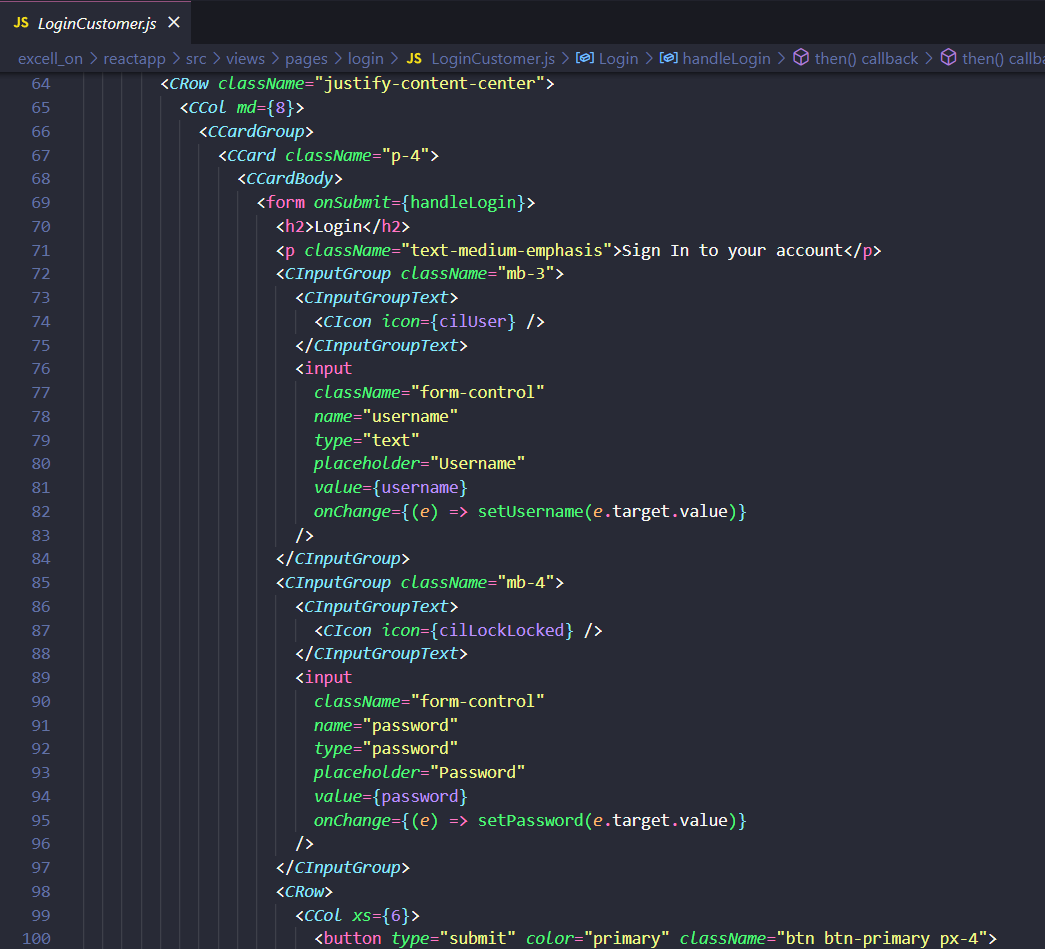 JS LoginCustomer.js ✕
excell_on > reactapp > src > views > pages > login > JS LoginCustomer.js > Login > handleLogin > then() callback > then() callba
64 <CRow className="justify-content-center">
65 <CCol md={8}>
66 <CCardGroup>
67 <CCard className="p-4">
68 <CCardBody>
69 <form onSubmit={handleLogin}>
70 <h2>Login</h2>
71 <p className="text-medium-emphasis">Sign In to your account</p>
72 <CInputGroup className="mb-3">
73 <CInputGroupText>
74 <CIcon icon={cilUser} />
75 </CInputGroupText>
76 <input
77 className="form-control"
78 name="username"
79 type="text"
80 placeholder="Username"
81 value={username}
82 onChange={(e) => setUsername(e.target.value)}
83 />
84 </CInputGroup>
85 <CInputGroup className="mb-4">
86 <CInputGroupText>
87 <CIcon icon={cilLockLocked} />
88 </CInputGroupText>
89 <input
90 className="form-control"
91 name="password"
92 type="password"
93 placeholder="Password"
94 value={password}
95 onChange={(e) => setPassword(e.target.value)}
96 />
97 </CInputGroup>
98 <CRow>
99 <CCol xs={6}>
100 <button type="submit" color="primary" className="btn btn-primary px-4">